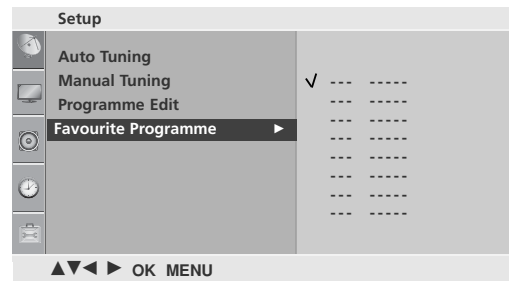 Setup
Auto Tuning
Manual Tuning
Programme Edit
Favourite Programme ►
√ --- -----
--- -----
--- -----
--- -----
--- -----
--- -----
--- -----
--- -----
▲▼◄ ► OK MENU